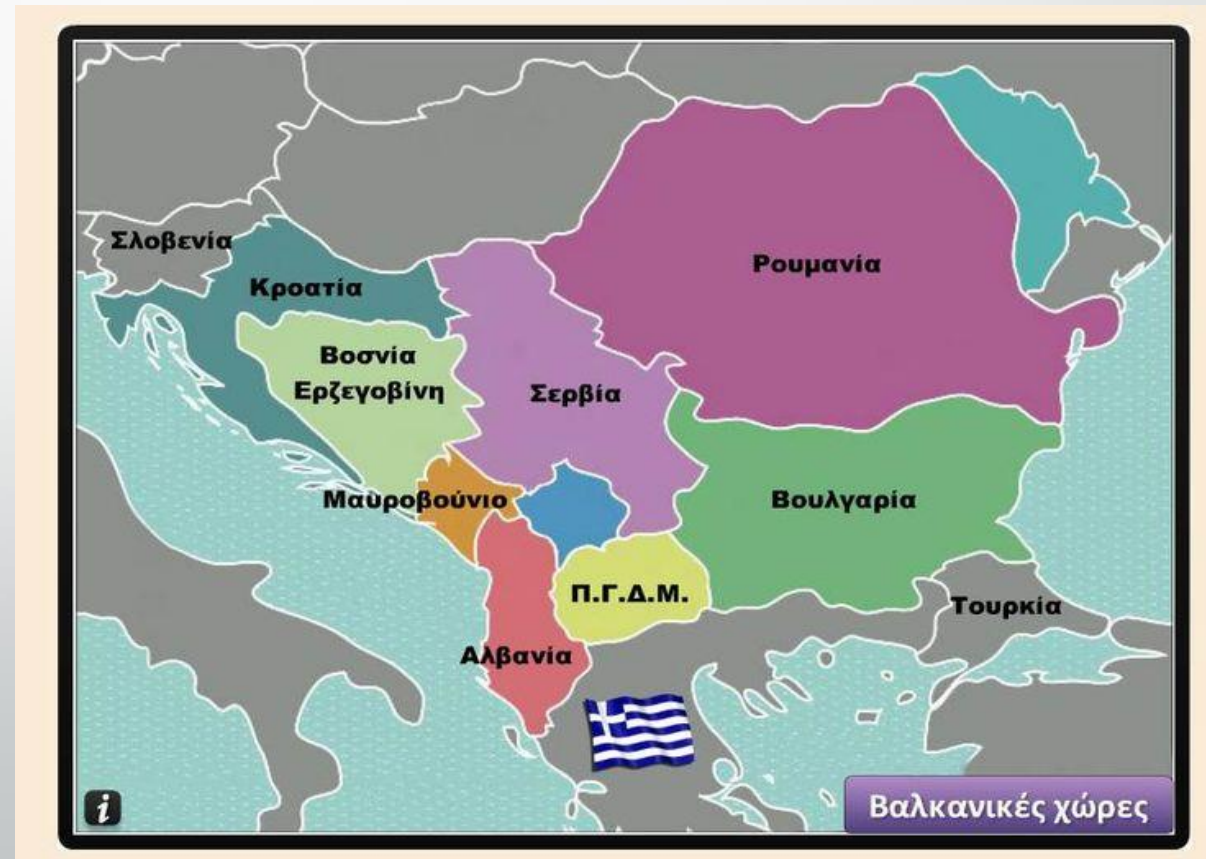 Σλοβενία
Κροατία
Ρουμανία
Βοσνία
Ερζεγοβίνη
Σερβία
Μαυροβούνιο
Βουλγαρία
Π.Γ.Δ.Μ.
Τουρκία
Αλβανία
i
Βαλκανικές χώρες